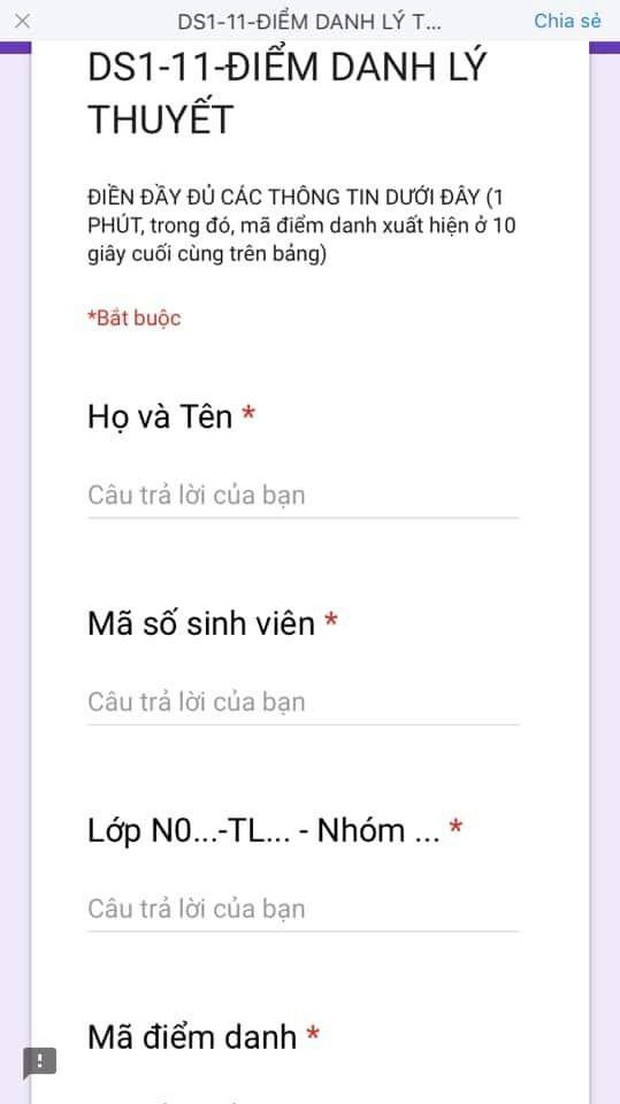 DS1-11-ĐIỂM DANH LÝ T...
Chia sẻ
DS1-11-ĐIỂM DANH LÝ
THUYẾT
ĐIỀN ĐẦY ĐỦ CÁC THÔNG TIN DƯỚI ĐÂY (1
PHÚT, trong đó, mã điểm danh xuất hiện ở 10
giây cuối cùng trên bảng)
*Bắt buộc
Họ và Tên *
Câu trả lời của bạn
Mã số sinh viên *
Câu trả lời của bạn
Lớp N0...-TL... - Nhóm ... *
Câu trả lời của bạn
Mã điểm danh *